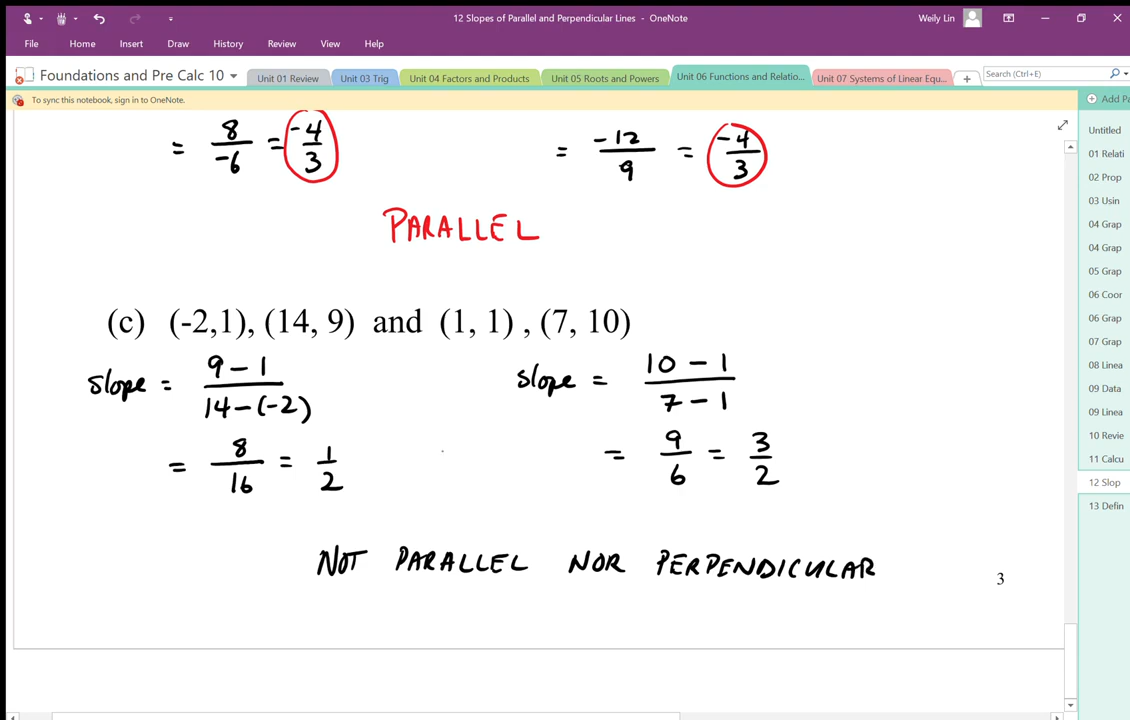 12 Slopes of Parallel and Perpendicular Lines - OneNote
Weily Lin
File Home Insert Draw History Review View Help
Foundations and Pre Calc 10
Unit 01 Review
Unit 03 Trig
Unit 04 Factors and Products
Unit 05 Roots and Powers
Unit 06 Functions and Relatio...
Unit 07 Systems of Linear Equ...
Search (Ctrl+E)
To sync this notebook, sign in to OneNote.
Add Pa
Untitled
01 Relati
02 Prop
03 Usin
04 Grap
04 Grap
05 Grap
06 Coor
06 Grap
07 Grap
08 Linea
09 Data
09 Linea
10 Revie
11 Calcu
12 Slop
13 Defin
= 8/-6 = -4/3
= -12/9 = -4/3
PARALLEL
(c) (-2,1), (14, 9) and (1, 1) , (7, 10)
slope = 9 - 1 / 14 - (-2)
= 8/16 = 1/2
slope = 10 - 1 / 7 - 1
= 9/6 = 3/2
NOT PARALLEL NOR PERPENDICULAR
3